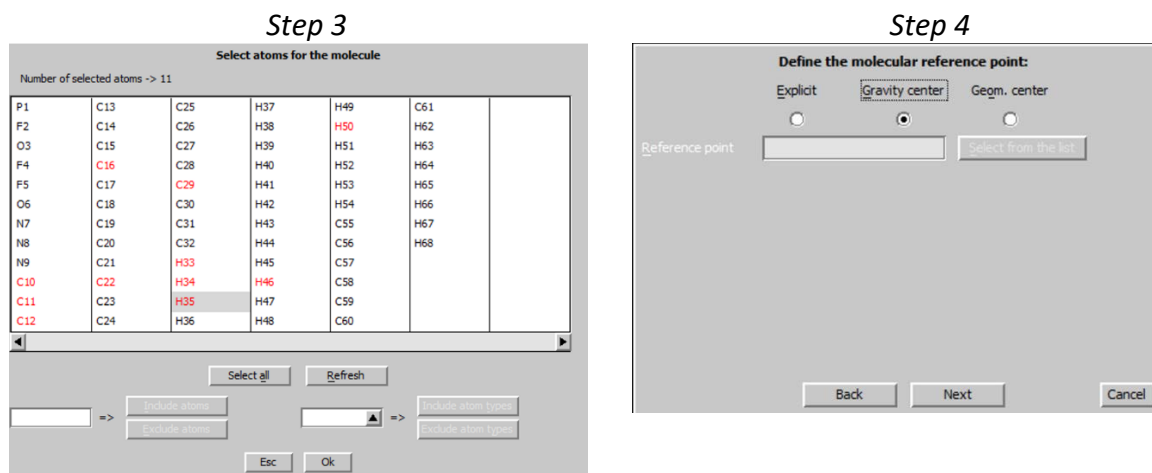 Step 3
Select atoms for the molecule
Number of selected atoms -> 11
P1 C13 C25 H37 H49 C61
F2 C14 C26 H38 H50 H62
O3 C15 C27 H39 H51 H63
F4 C16 C28 H40 H52 H64
F5 C17 C29 H41 H53 H65
O6 C18 C30 H42 H54 H66
N7 C19 C31 H43 C55 H67
N8 C20 C32 H44 C56 H68
N9 C21 H33 H45 C57
C10 C22 H34 H46 C58
C11 C23 H35 H47 C59
C12 C24 H36 H48 C60
Select all Refresh
=> Include atoms => Include atom types
Exclude atoms Exclude atom types
Esc Ok
Step 4
Define the molecular reference point:
Explicit Gravity center Geom. center
Reference point Select from the list
Back Next Cancel